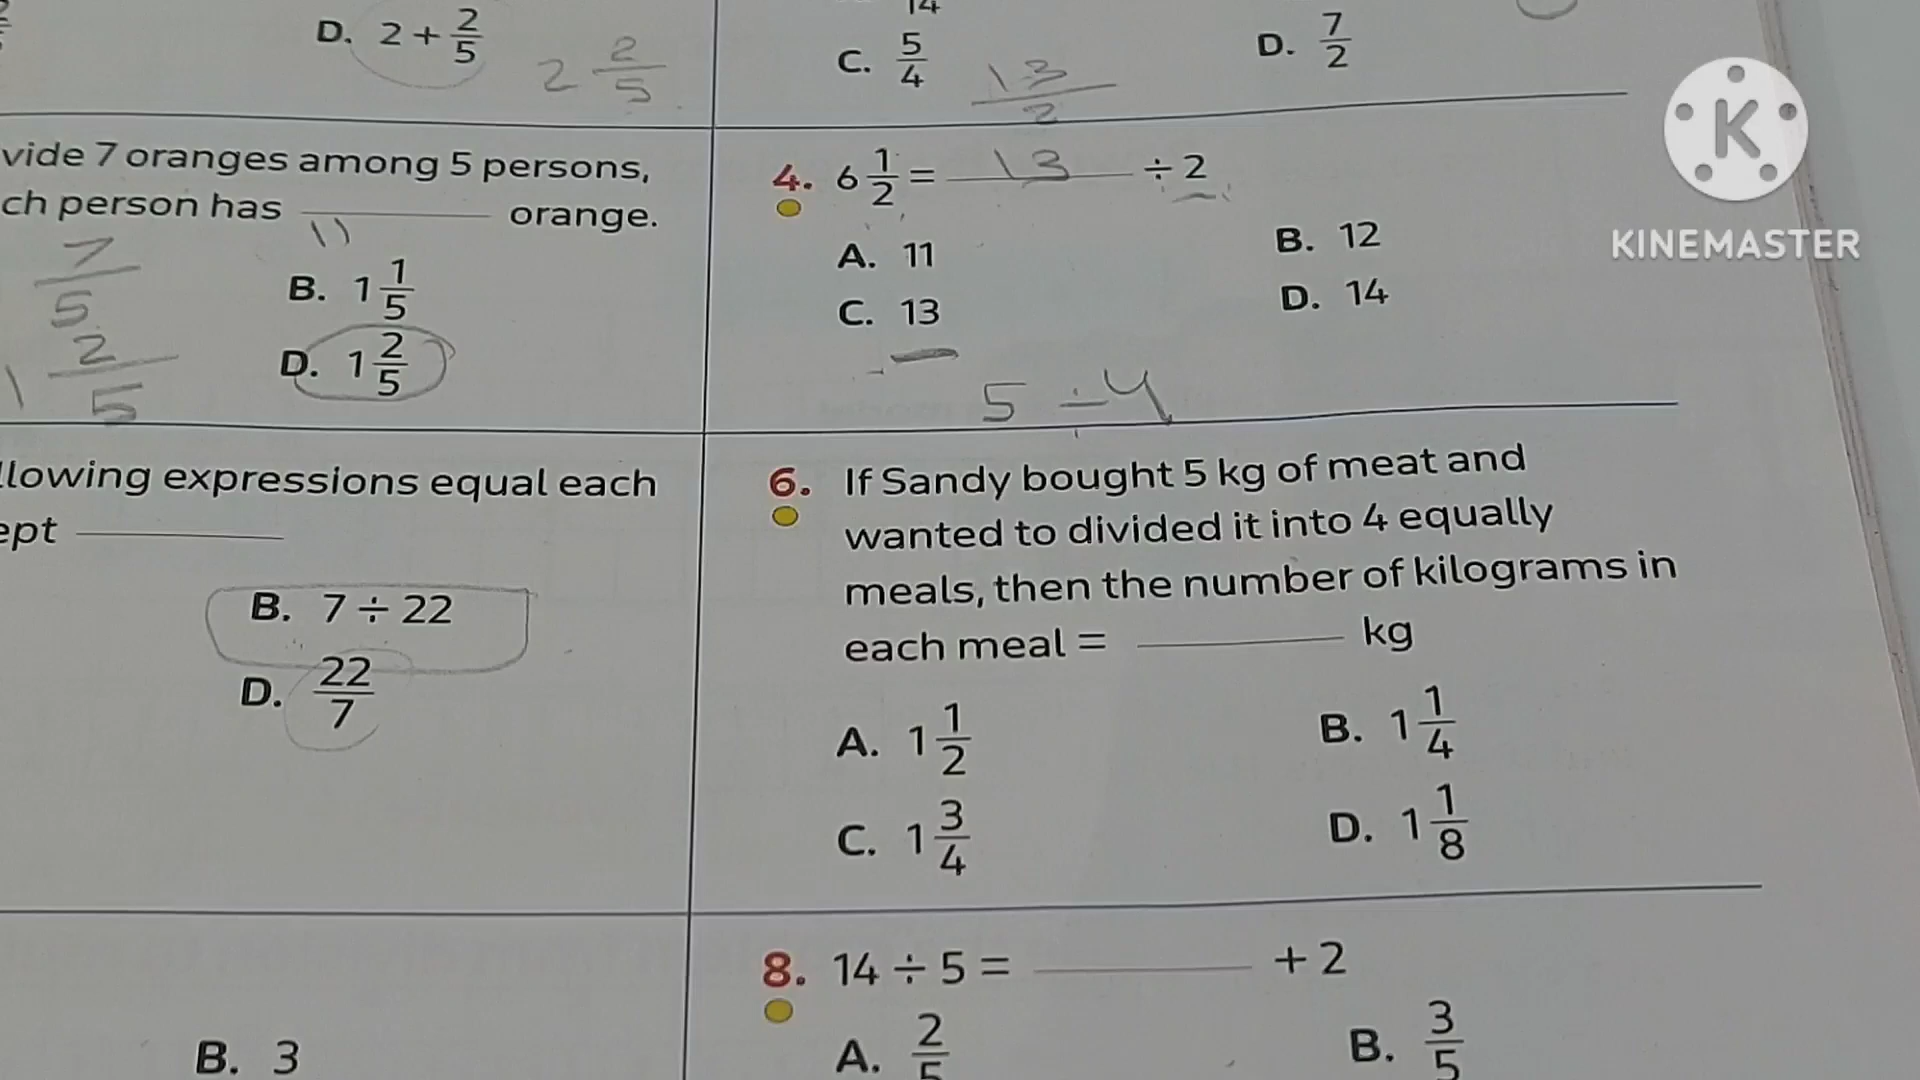 D. 2 + 2/5
2 2/5
vide 7 oranges among 5 persons,
ch person has ________ orange.
7/5
B. 1 1/5
1 2/5
D. 1 2/5
llowing expressions equal each
ept ________
B. 7 ÷ 22
D. 22/7
B. 3
14
C. 5/4
13/2
D. 7/2
4. 6 1/2 = 13 ÷ 2
A. 11
B. 12
C. 13
D. 14
5 ÷ 4
6. If Sandy bought 5 kg of meat and
wanted to divided it into 4 equally
meals, then the number of kilograms in
each meal = ________ kg
A. 1 1/2
B. 1 1/4
C. 1 3/4
D. 1 1/8
8. 14 ÷ 5 = ________ + 2
A. 2/5
B. 3/5
K
KINEMASTER